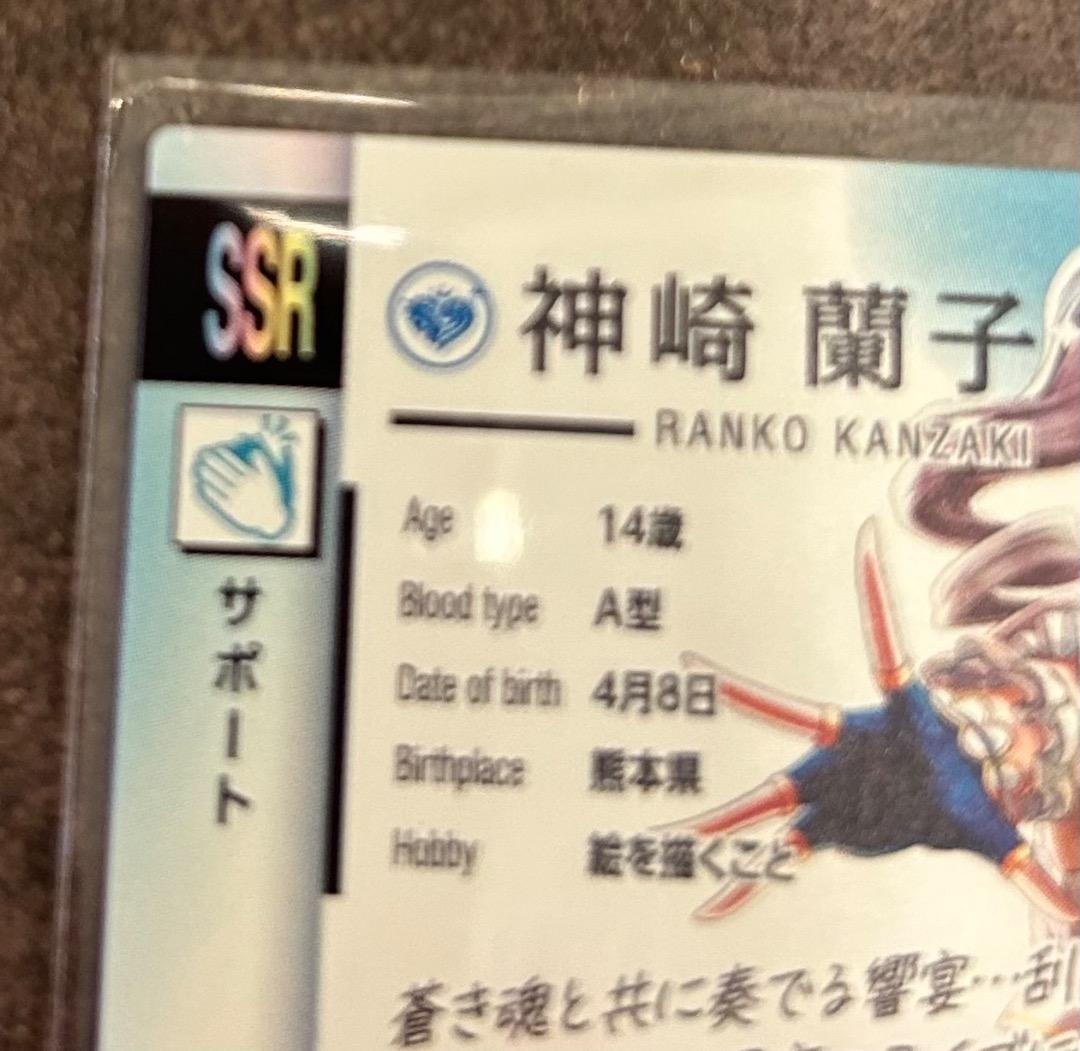 SSR
サポート
神崎 蘭子
RANKO KANZAKI
Age 14歳
Blood type A型
Date of birth 4月8日
Birthplace 熊本県
Hobby 絵を描くこと
蒼き魂と共に奏でる饗宴…刮